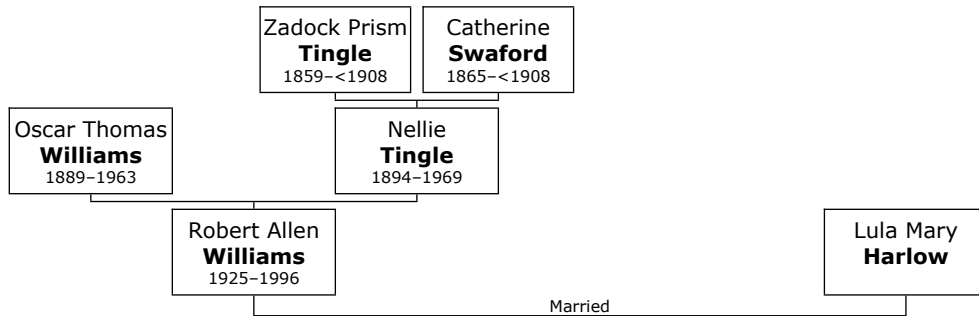 Zadock Prism
Tingle
1859–<1908
Catherine
Swaford
1865–<1908
Oscar Thomas
Williams
1889–1963
Nellie
Tingle
1894–1969
Robert Allen
Williams
1925–1996
Lula Mary
Harlow
Married